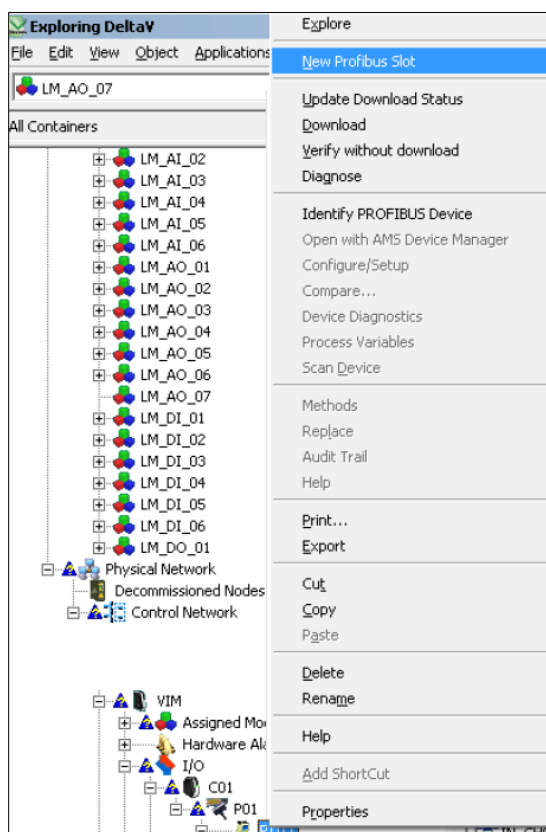 Exploring DeltaV
File Edit View Object Applications
LM_AO_07
All Containers
LM_AI_02
LM_AI_03
LM_AI_04
LM_AI_05
LM_AI_06
LM_AO_01
LM_AO_02
LM_AO_03
LM_AO_04
LM_AO_05
LM_AO_06
LM_AO_07
LM_DI_01
LM_DI_02
LM_DI_03
LM_DI_04
LM_DI_05
LM_DI_06
LM_DO_01
Physical Network
Decommissioned Nodes
Control Network
VIM
Assigned Mo
Hardware Ala
I/O
C01
P01
Explore
New Profibus Slot
Update Download Status
Download
Verify without download
Diagnose
Identify PROFIBUS Device
Open with AMS Device Manager
Configure/Setup
Compare...
Device Diagnostics
Process Variables
Scan Device
Methods
Replace
Audit Trail
Help
Print...
Export
Cut
Copy
Paste
Delete
Rename
Help
Add ShortCut
Properties